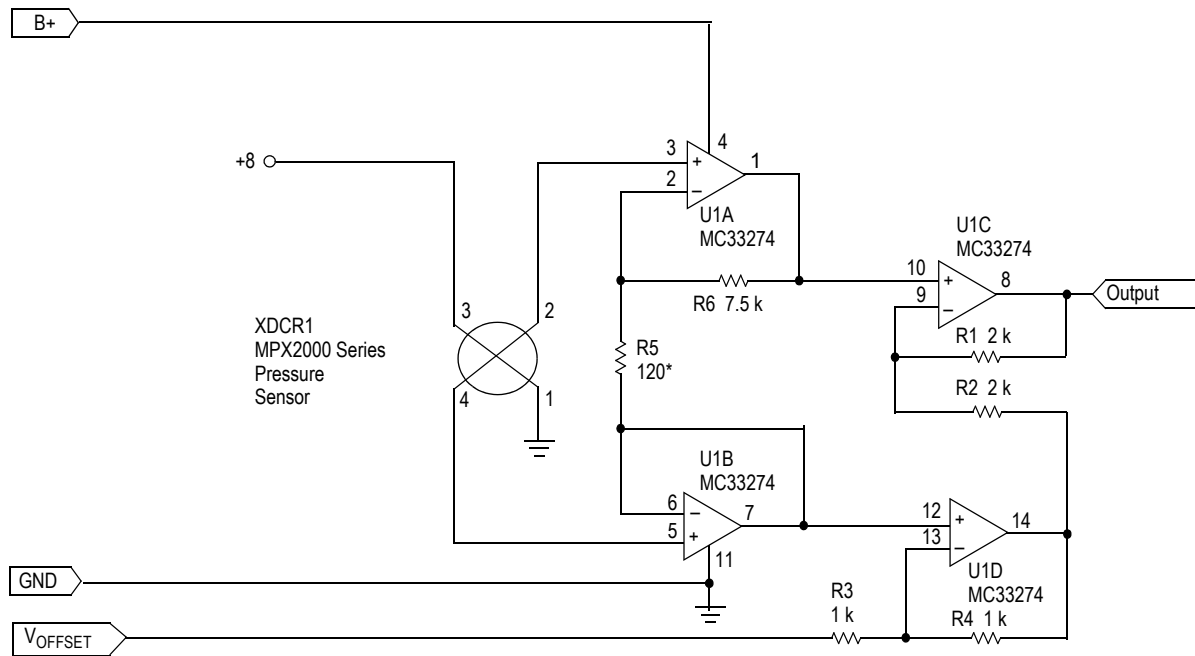 B+
+8
3
4
1
2
U1A
MC33274
U1C
MC33274
10
9
8
Output
R6 7.5 k
R1 2 k
R2 2 k
XDCR1
MPX2000 Series
Pressure
Sensor
3
2
4
1
R5
120*
U1B
MC33274
6
5
7
11
12
13
14
U1D
MC33274
GND
R3
1 k
R4 1 k
VOFFSET